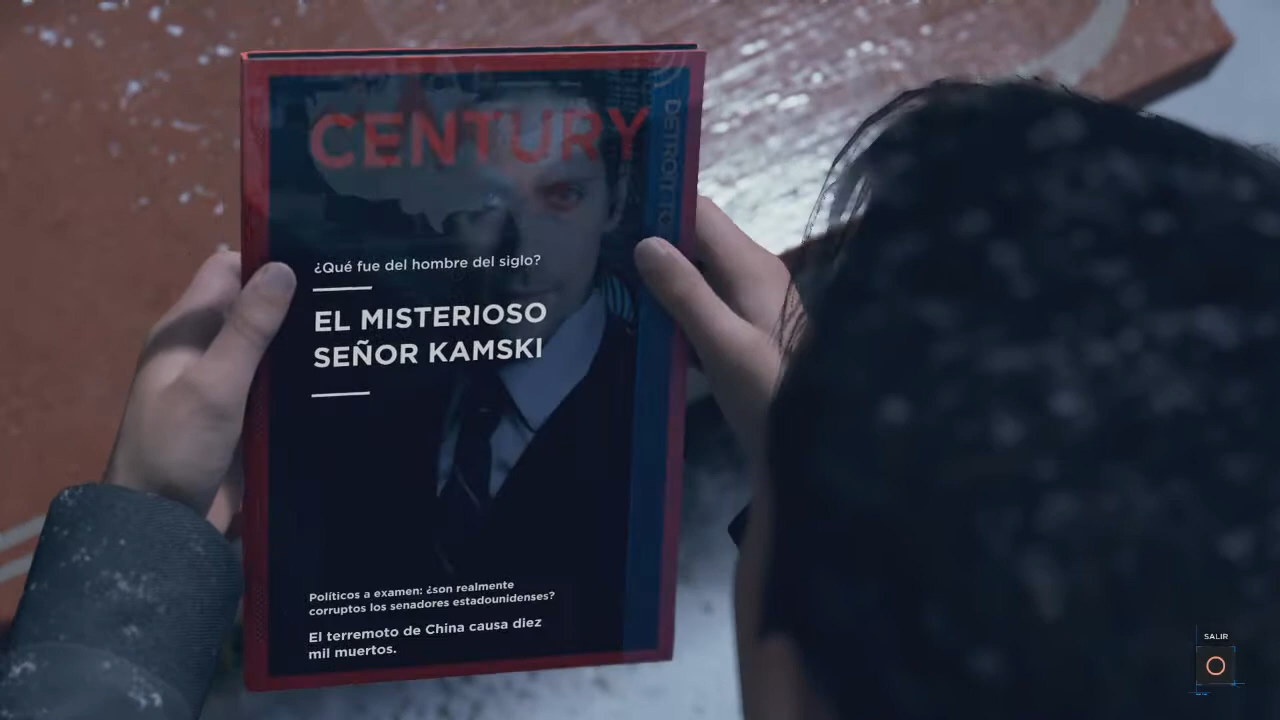 CENTURY
¿Qué fue del hombre del siglo?
EL MISTERIOSO
SEÑOR KAMSKI
Políticos a examen: ¿son realmente
corruptos los senadores estadounidenses?
El terremoto de China causa diez
mil muertos.
DETROIT TO
SALIR